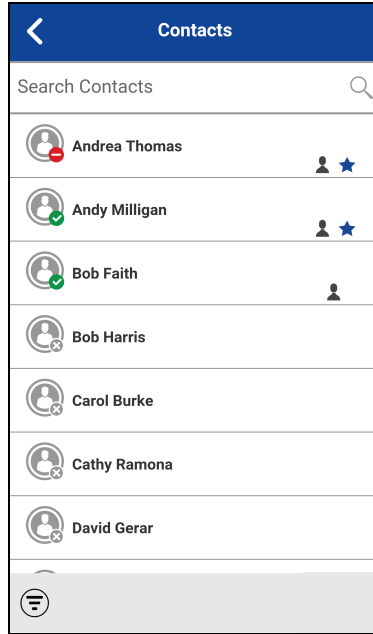 Contacts
Search Contacts
Andrea Thomas
Andy Milligan
Bob Faith
Bob Harris
Carol Burke
Cathy Ramona
David Gerar